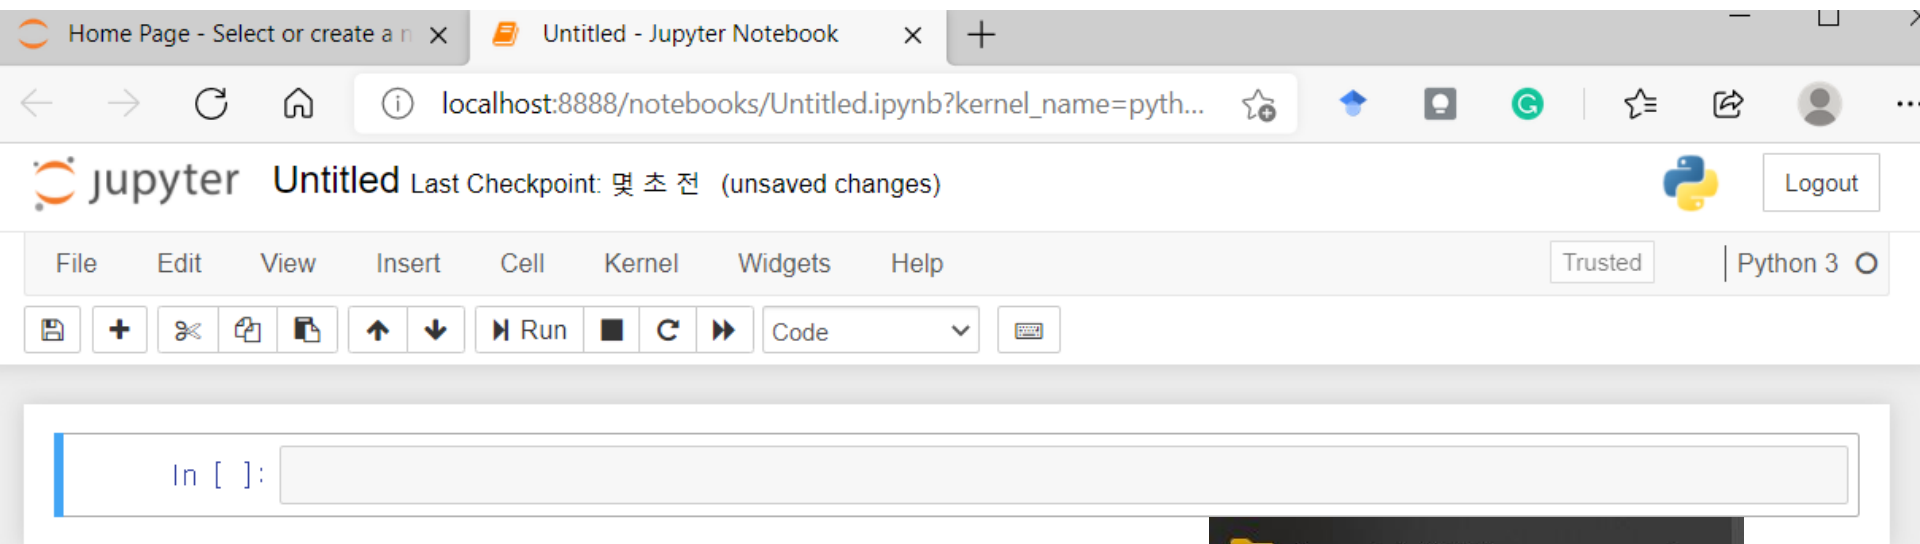 Home Page - Select or create a n
Untitled - Jupyter Notebook
localhost:8888/notebooks/Untitled.ipynb?kernel_name=pyth...
jupyter Untitled Last Checkpoint: 몇 초 전 (unsaved changes)
Logout
File Edit View Insert Cell Kernel Widgets Help
Trusted
Python 3
Run
Code
In [ ]: